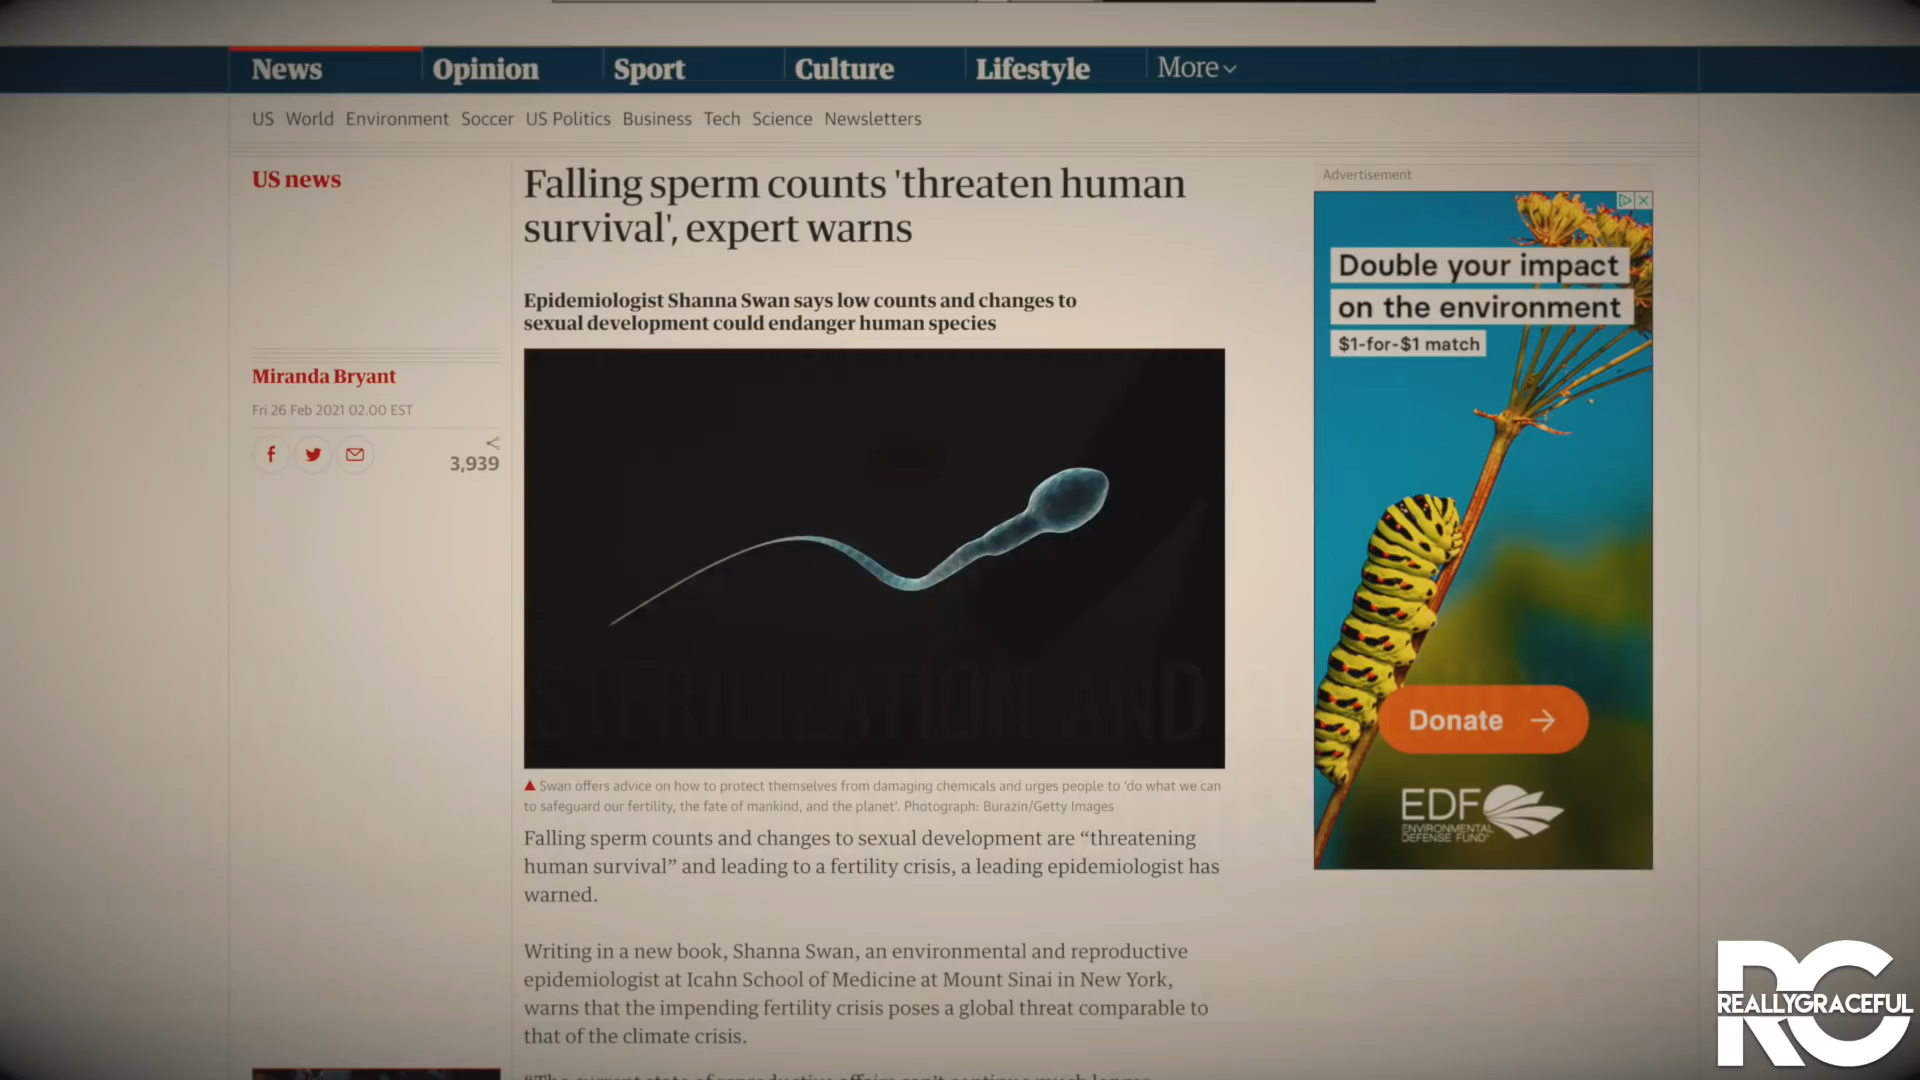 News Opinion Sport Culture Lifestyle More
US World Environment Soccer US Politics Business Tech Science Newsletters
US news
Falling sperm counts 'threaten human
survival', expert warns
Epidemiologist Shanna Swan says low counts and changes to
sexual development could endanger human species
Miranda Bryant
Fri 26 Feb 2021 02.00 EST
3,939
STERILIZATION AND
Swan offers advice on how to protect themselves from damaging chemicals and urges people to 'do what we can
to safeguard our fertility, the fate of mankind, and the planet'. Photograph: Burazin/Getty Images
Falling sperm counts and changes to sexual development are “threatening
human survival” and leading to a fertility crisis, a leading epidemiologist has
warned.
Writing in a new book, Shanna Swan, an environmental and reproductive
epidemiologist at Icahn School of Medicine at Mount Sinai in New York,
warns that the impending fertility crisis poses a global threat comparable to
that of the climate crisis.
Advertisement
Double your impact
on the environment
$1-for-$1 match
Donate
EDF
ENVIRONMENTAL
DEFENSE FUND
RG
REALLYGRACEFUL